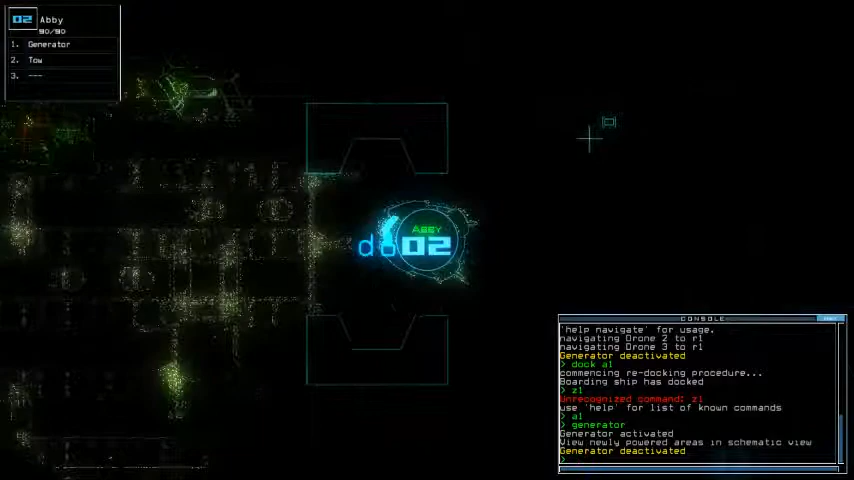 02 Abby
90/90
1. Generator
2. Tow
3. ---
ABBY
d6 02
CONSOLE
'help navigate' for usage.
navigating Drone 2 to r1
navigating Drone 3 to r1
Generator deactivated
> dock a1
commencing re-docking procedure...
Boarding ship has docked
> z1
Unrecognized command: z1
use 'help' for list of known commands
> a1
> generator
Generator activated
View newly powered areas in schematic view
Generator deactivated
>